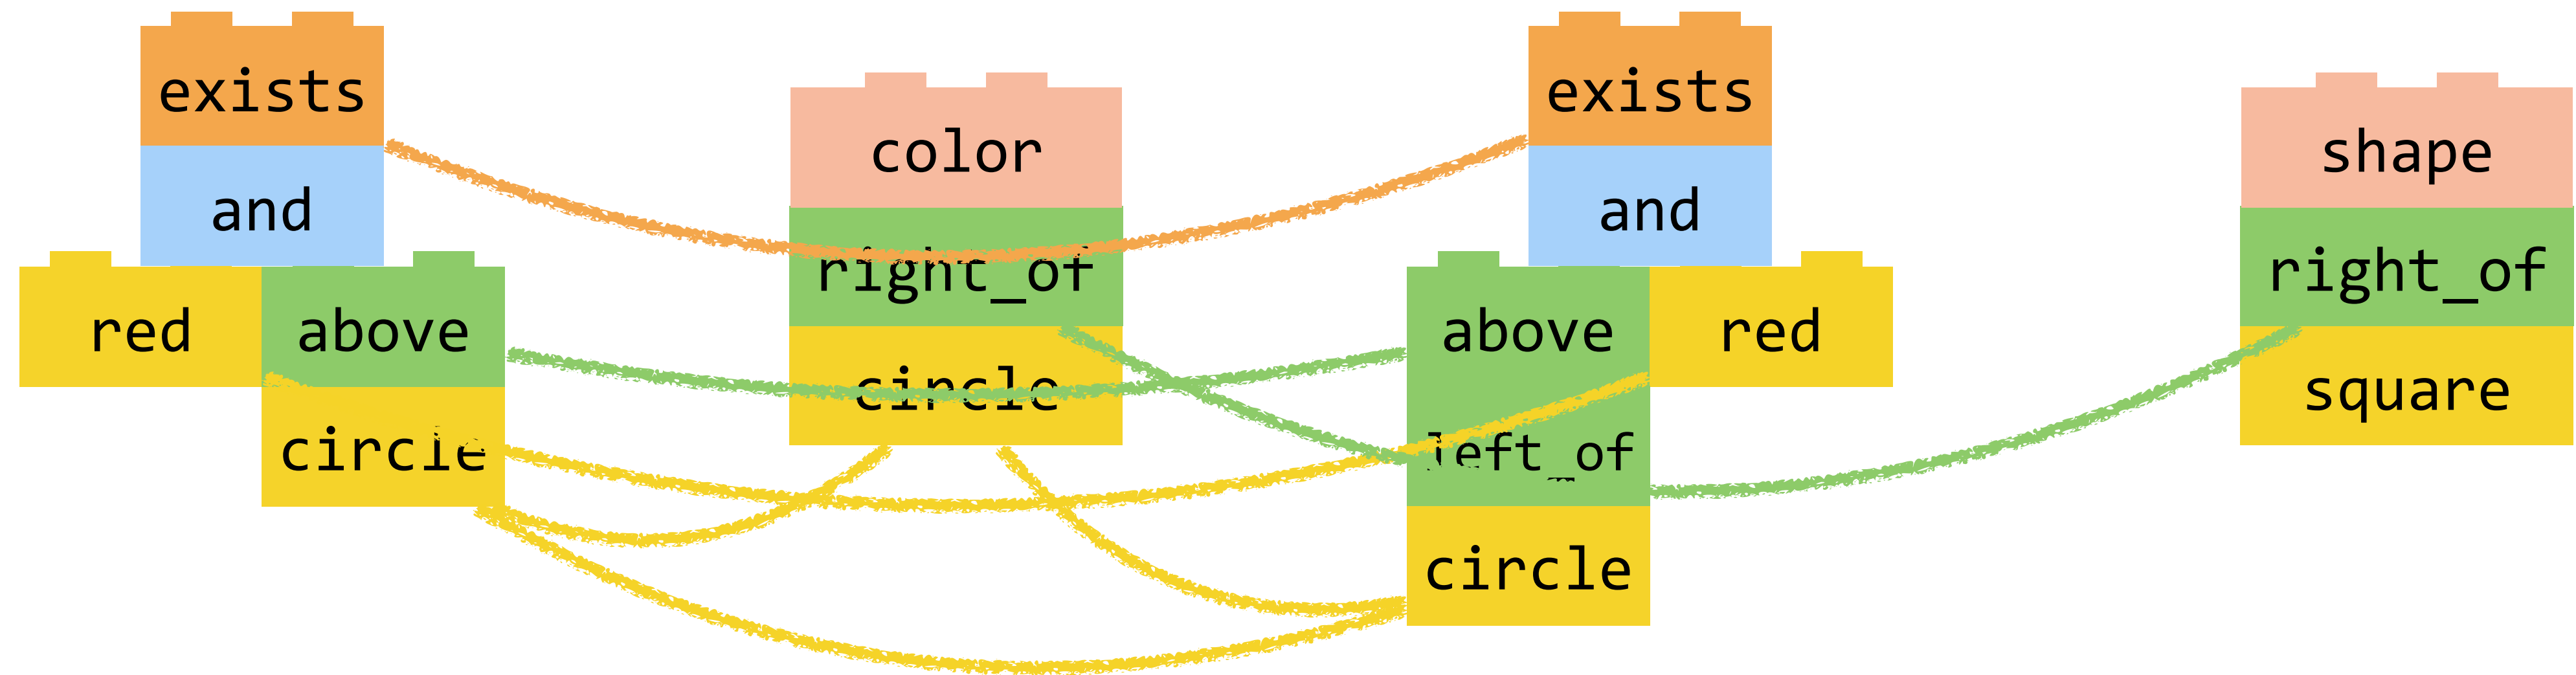 exists
and
red above
circle
color
right_of
circle
exists
and
above red
left_of
circle
shape
right_of
square